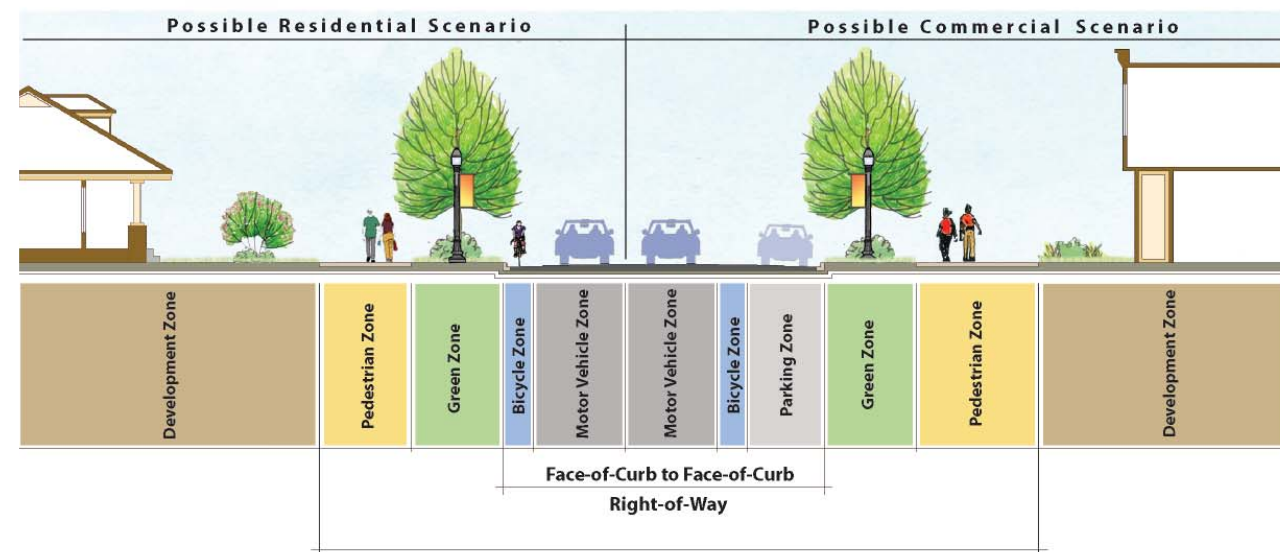 Possible Residential Scenario
Possible Commercial Scenario
Development Zone
Pedestrian Zone
Green Zone
Bicycle Zone
Motor Vehicle Zone
Motor Vehicle Zone
Bicycle Zone
Parking Zone
Green Zone
Pedestrian Zone
Development Zone
Face-of-Curb to Face-of-Curb
Right-of-Way